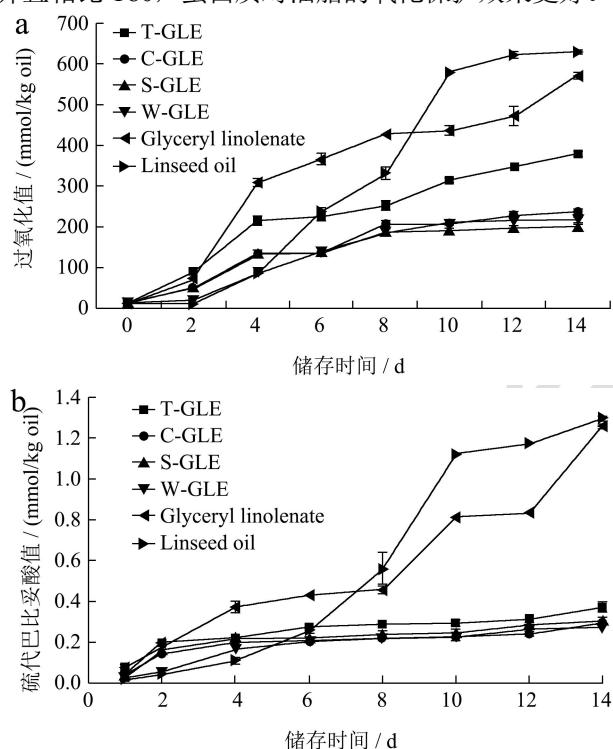 a
700
600
500
400
300
200
100
0
T-GLE
C-GLE
S-GLE
W-GLE
Glyceryl linolenate
Linseed oil
过氧化值 / (mmol/kg oil)
0 2 4 6 8 10 12 14
储存时间 / d
b
1.4
1.2
1.0
0.8
0.6
0.4
0.2
0.0
T-GLE
C-GLE
S-GLE
W-GLE
Glyceryl linolenate
Linseed oil
硫代巴比妥酸值 / (mmol/kg oil)
0 2 4 6 8 10 12 14
储存时间 / d